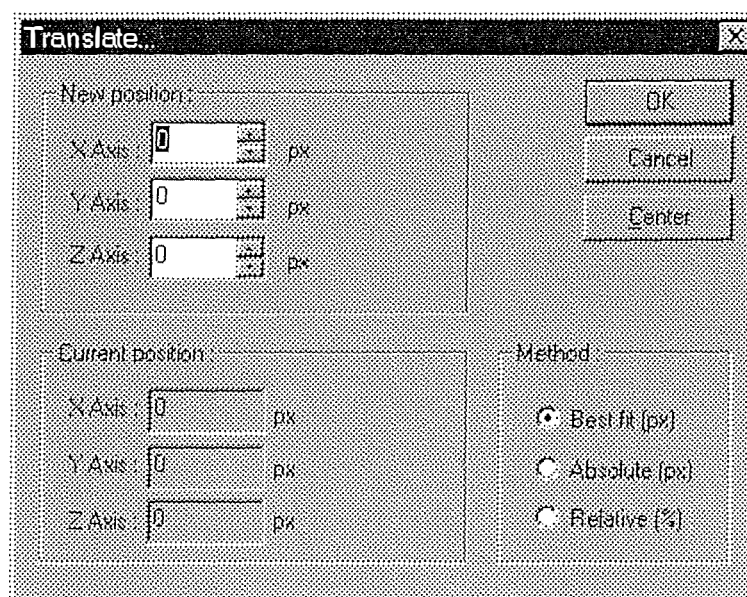 Translate...
New position :
X Axis : 0 px
Y Axis : 0 px
Z Axis : 0 px
OK
Cancel
Center
Current position :
X Axis : 0 px
Y Axis : 0 px
Z Axis : 0 px
Method :
Best fit (px)
Absolute (px)
Relative (%)